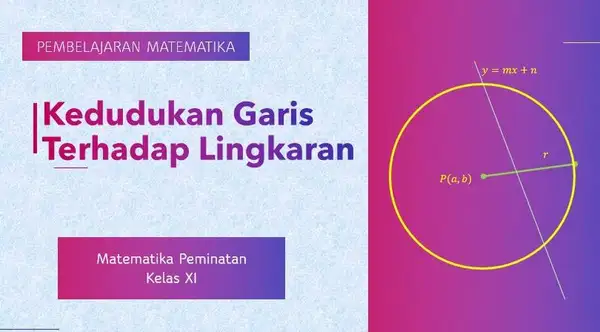 PEMBELAJARAN MATEMATIKA
Kedudukan Garis
Terhadap Lingkaran
Matematika Peminatan
Kelas XI
y = mx + n
r
P(a, b)